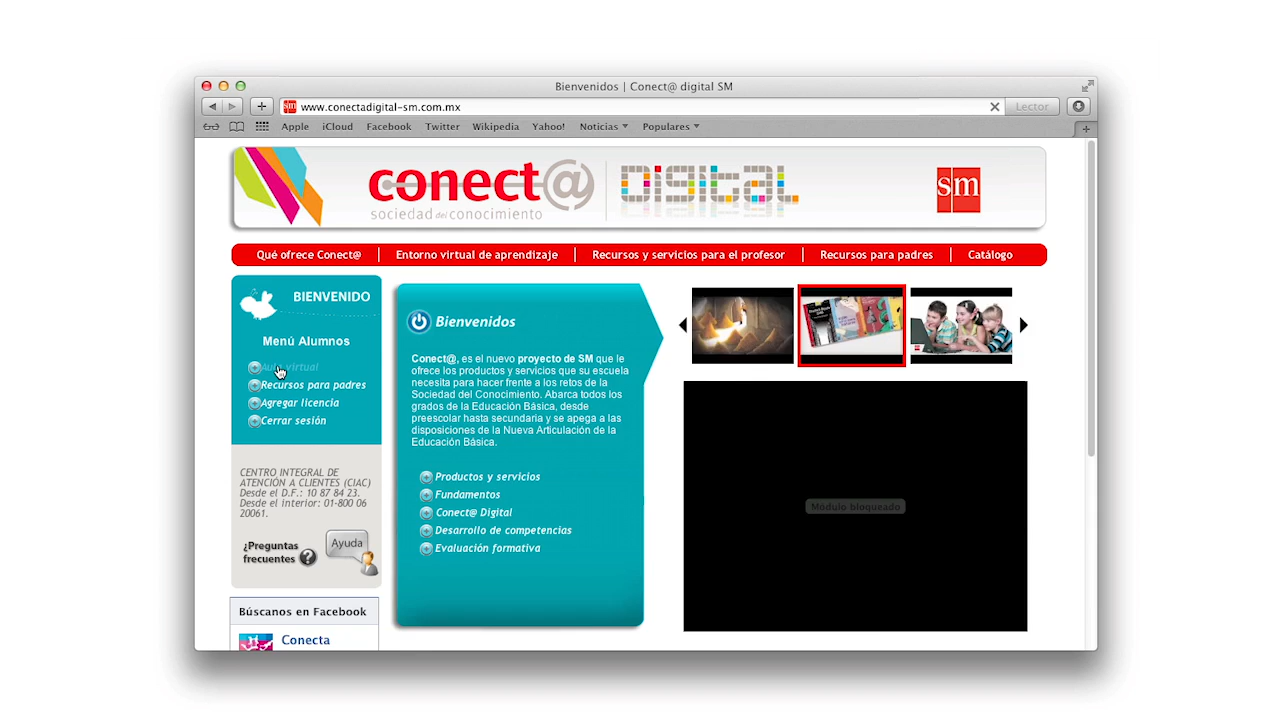 Bienvenidos | Conect@ digital SM
sm www.conectadigital-sm.com.mx
Lector
Apple iCloud Facebook Twitter Wikipedia Yahoo! Noticias Populares
conect@
sociedad del conocimiento
DIGITAL
sm
Qué ofrece Conect@
Entorno virtual de aprendizaje
Recursos y servicios para el profesor
Recursos para padres
Catálogo
BIENVENIDO
Menú Alumnos
Aula virtual
Recursos para padres
Agregar licencia
Cerrar sesión
CENTRO INTEGRAL DE
ATENCIÓN A CLIENTES (CIAC)
Desde el D.F.: 10 87 84 23.
Desde el interior: 01-800 06
20061.
¿Preguntas
frecuentes
?
Ayuda
Búscanos en Facebook
Conecta
Bienvenidos
Conect@, es el nuevo proyecto de SM que le
ofrece los productos y servicios que su escuela
necesita para hacer frente a los retos de la
Sociedad del Conocimiento. Abarca todos los
grados de la Educación Básica, desde
preescolar hasta secundaria y se apega a las
disposiciones de la Nueva Articulación de la
Educación Básica.
Productos y servicios
Fundamentos
Conect@ Digital
Desarrollo de competencias
Evaluación formativa
Módulo bloqueado